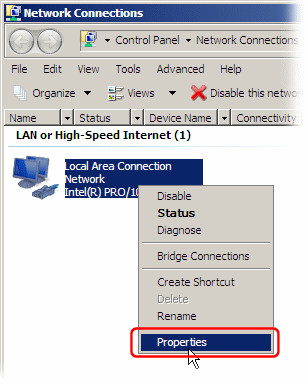 Network Connections
Control Panel Network Connections
File Edit View Tools Advanced Help
Organize Views Disable this netwo
Name Status Device Name Connectivity
LAN or High-Speed Internet (1)
Local Area Connection
Network
Intel(R) PRO/10
Disable
Status
Diagnose
Bridge Connections
Create Shortcut
Delete
Rename
Properties